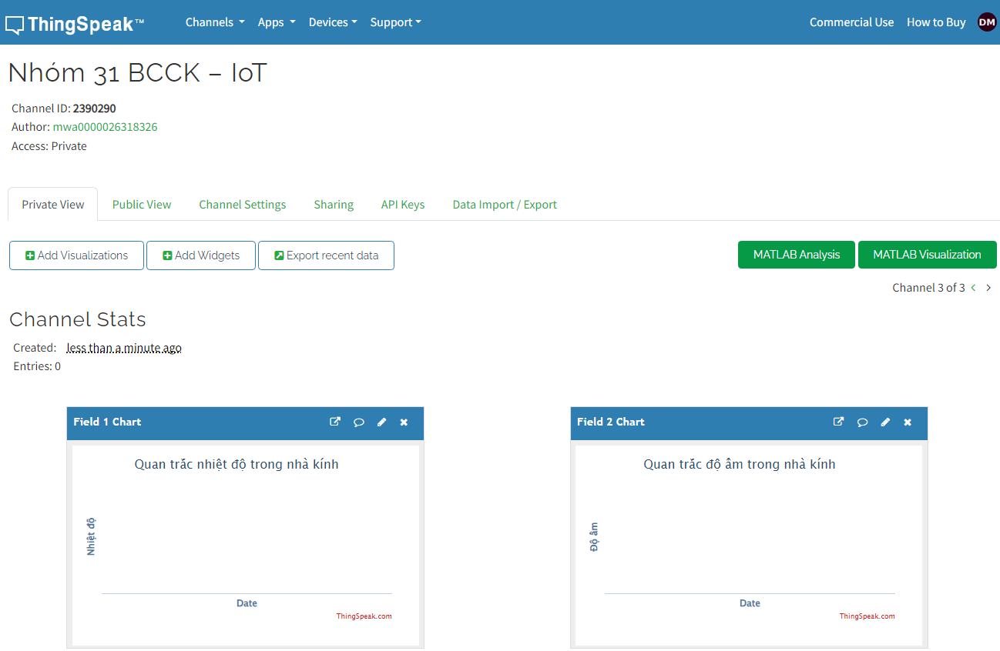 ThingSpeak™ Channels Apps Devices Support Commercial Use How to Buy DM
Nhóm 31 BCCK – IoT
Channel ID: 2390290
Author: mwa0000026318326
Access: Private
Private View Public View Channel Settings Sharing API Keys Data Import / Export
Add Visualizations Add Widgets Export recent data MATLAB Analysis MATLAB Visualization
Channel 3 of 3 < >
Channel Stats
Created: less than a minute ago
Entries: 0
Field 1 Chart
Quan trắc nhiệt độ trong nhà kính
Nhiệt độ
Date
ThingSpeak.com
Field 2 Chart
Quan trắc độ ẩm trong nhà kính
Độ ẩm
Date
ThingSpeak.com